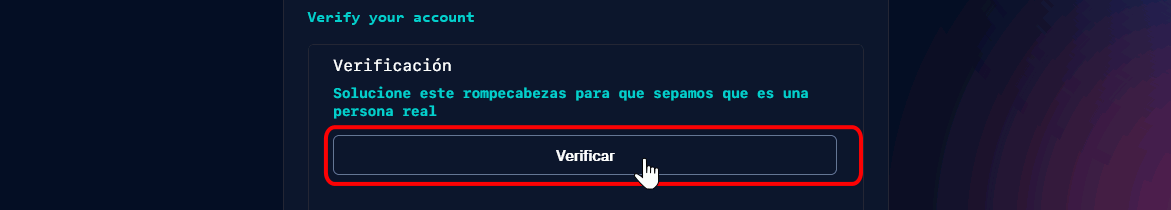 Verify your account
Verificación
Solucione este rompecabezas para que sepamos que es una
persona real
Verificar